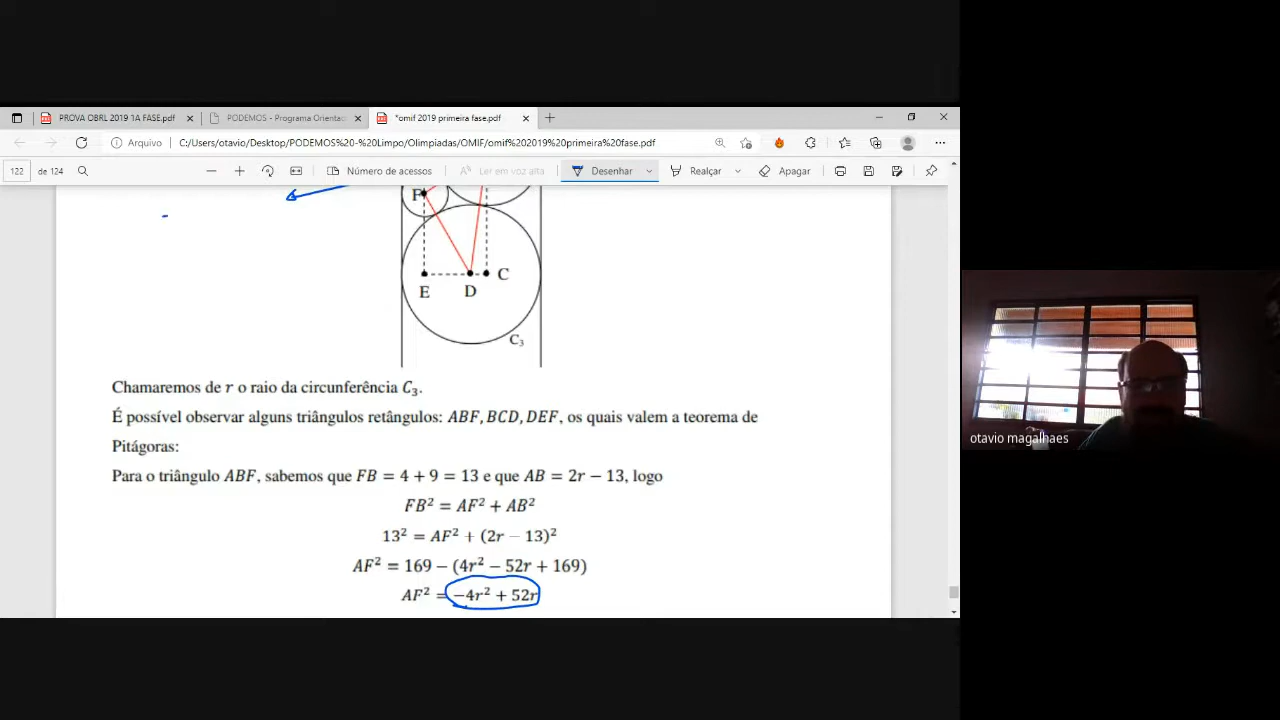 PROVA OBRL 2019 1A FASE.pdf
PODEMOS - Programa Orientac
*omif 2019 primeira fase.pdf
Arquivo
C:/Users/otavio/Desktop/PODEMOS%20-%20Limpo/Olimpiadas/OMIF/omif%202019%20primeira%20fase.pdf
122 de 124
Número de acessos
Ler em voz alta
Desenhar
Realçar
Apagar
F
C
E
D
C₃
Chamaremos de r o raio da circunferência C₃.
É possível observar alguns triângulos retângulos: ABF, BCD, DEF, os quais valem a teorema de
Pitágoras:
Para o triângulo ABF, sabemos que FB = 4 + 9 = 13 e que AB = 2r − 13, logo
FB² = AF² + AB²
13² = AF² + (2r − 13)²
AF² = 169 − (4r² − 52r + 169)
AF² = −4r² + 52r
otavio magalhaes